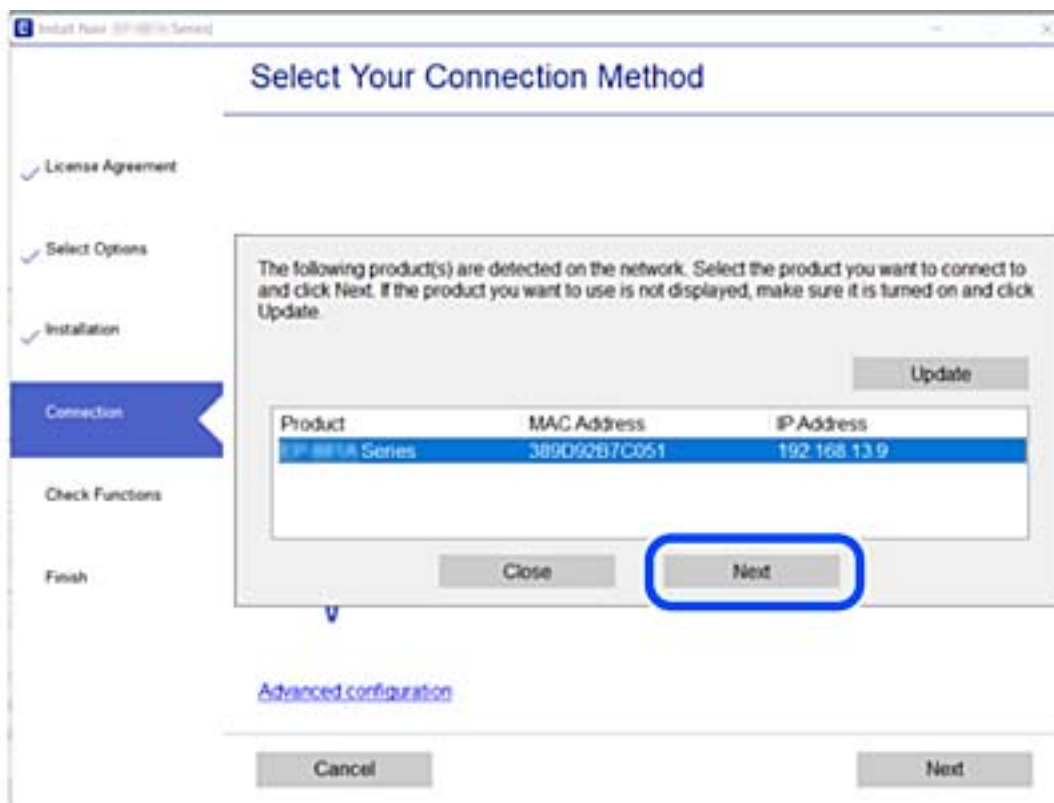 Install Navi
Series]
Select Your Connection Method
License Agreement
Select Options
Installation
Connection
Check Functions
Finish
The following product(s) are detected on the network. Select the product you want to connect to
and click Next. If the product you want to use is not displayed, make sure it is turned on and click
Update.
Update
Product MAC Address IP Address
Series 389D92B7C051 192.168.13.9
Close Next
Advanced configuration
Cancel Next